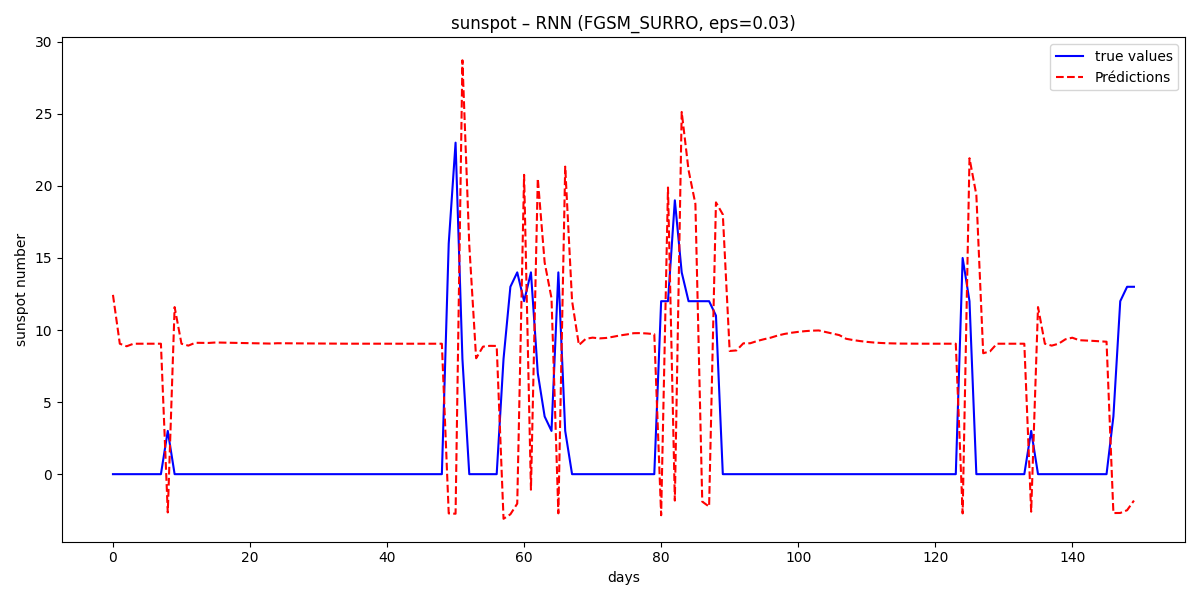 sunspot – RNN (FGSM_SURRO, eps=0.03)
true values
Prédictions
sunspot number
30
25
20
15
10
5
0
0 20 40 60 80 100 120 140
days